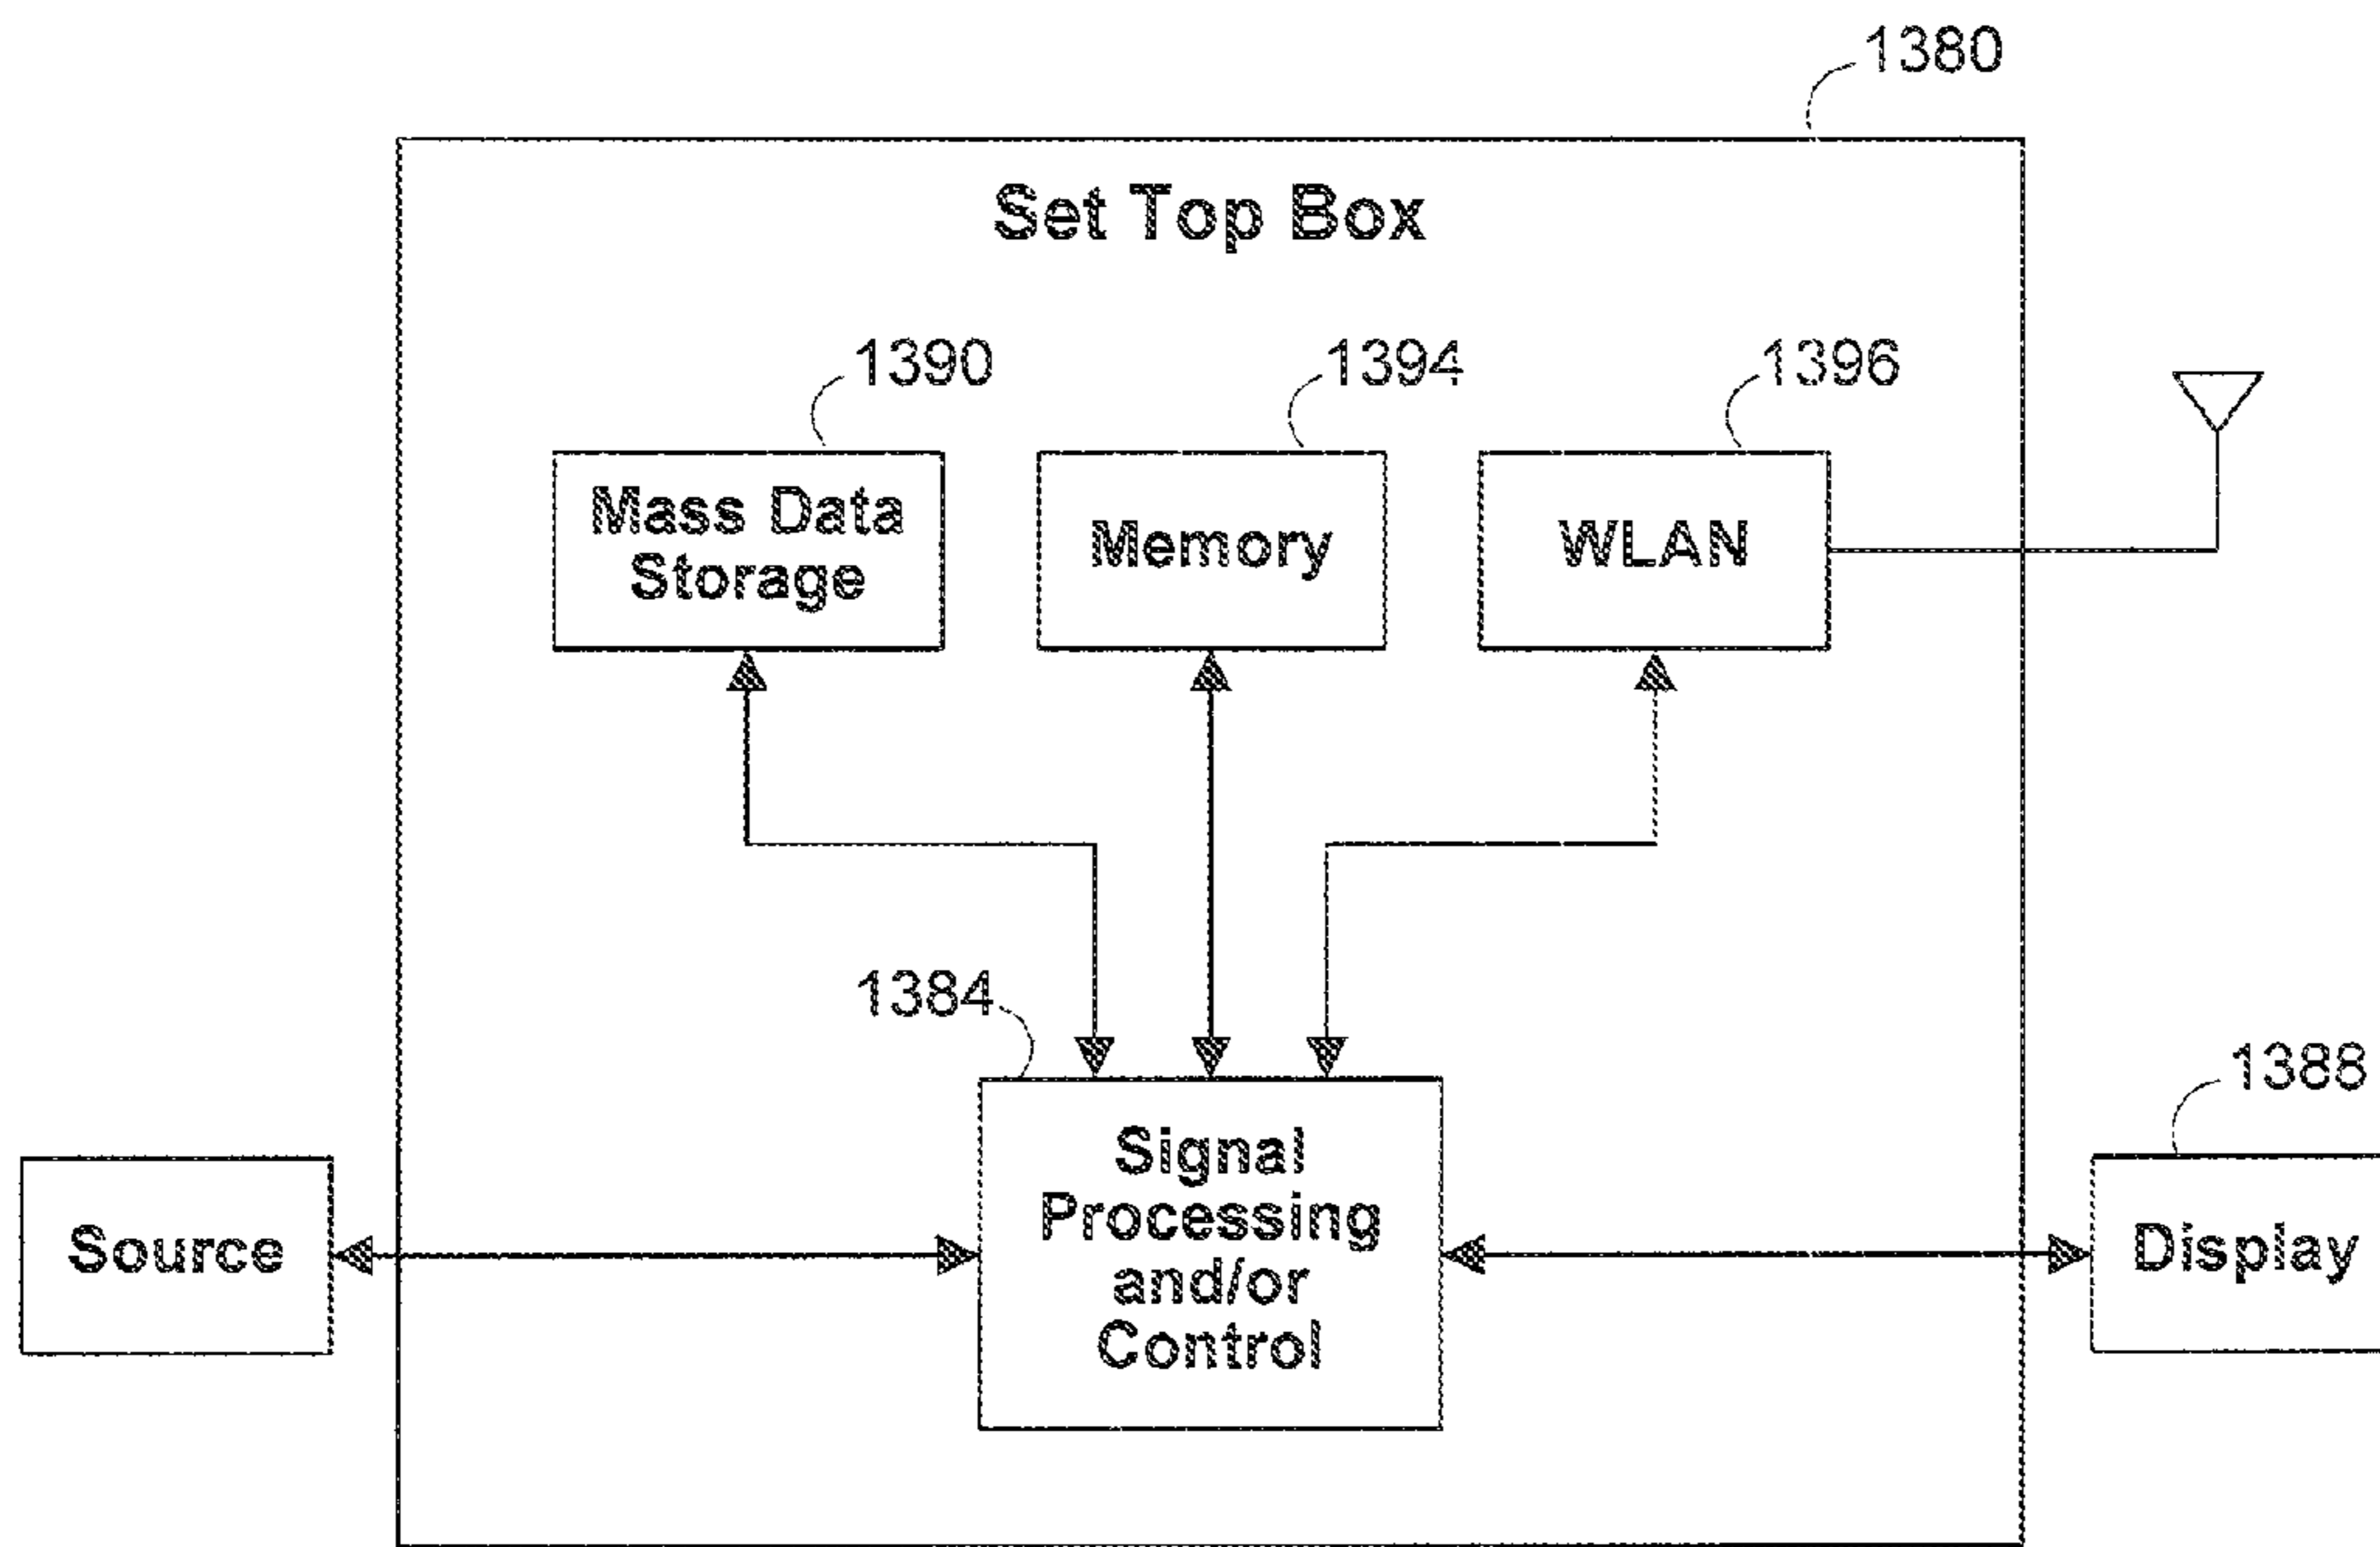 1380
Set Top Box
1390
1394
1396
Mass Data
Storage
Memory
WLAN
1384
1388
Source
Signal
Processing
and/or
Control
Display